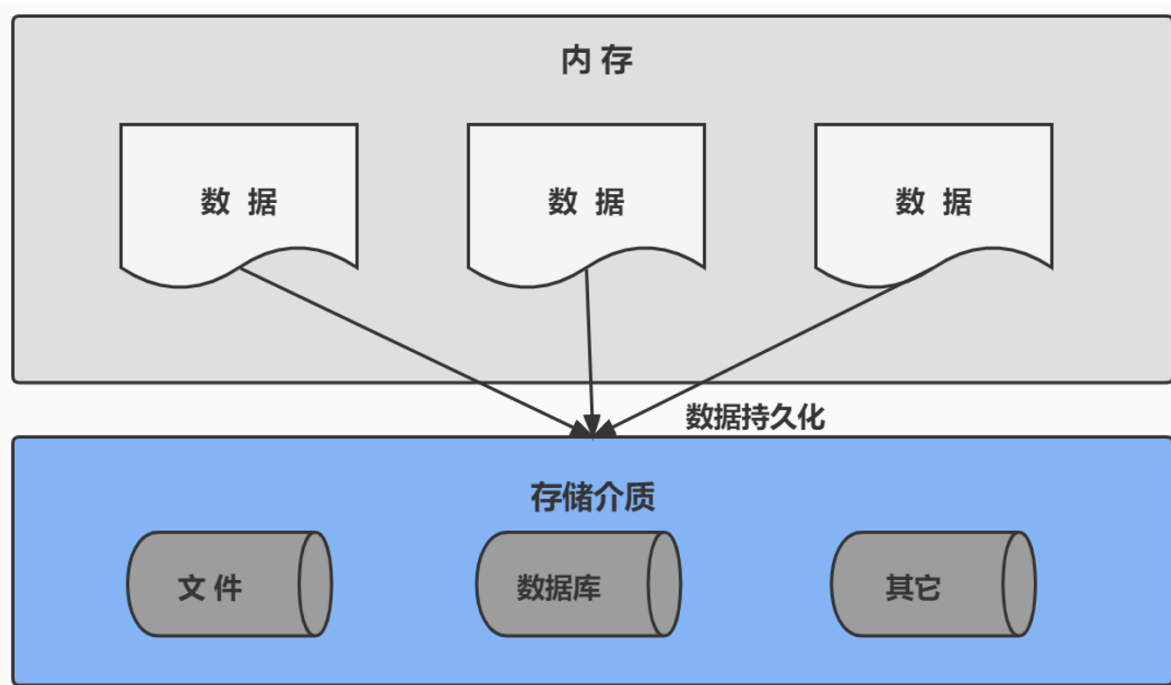 内 存
数 据
数 据
数 据
数据持久化
存储介质
文 件
数据库
其它